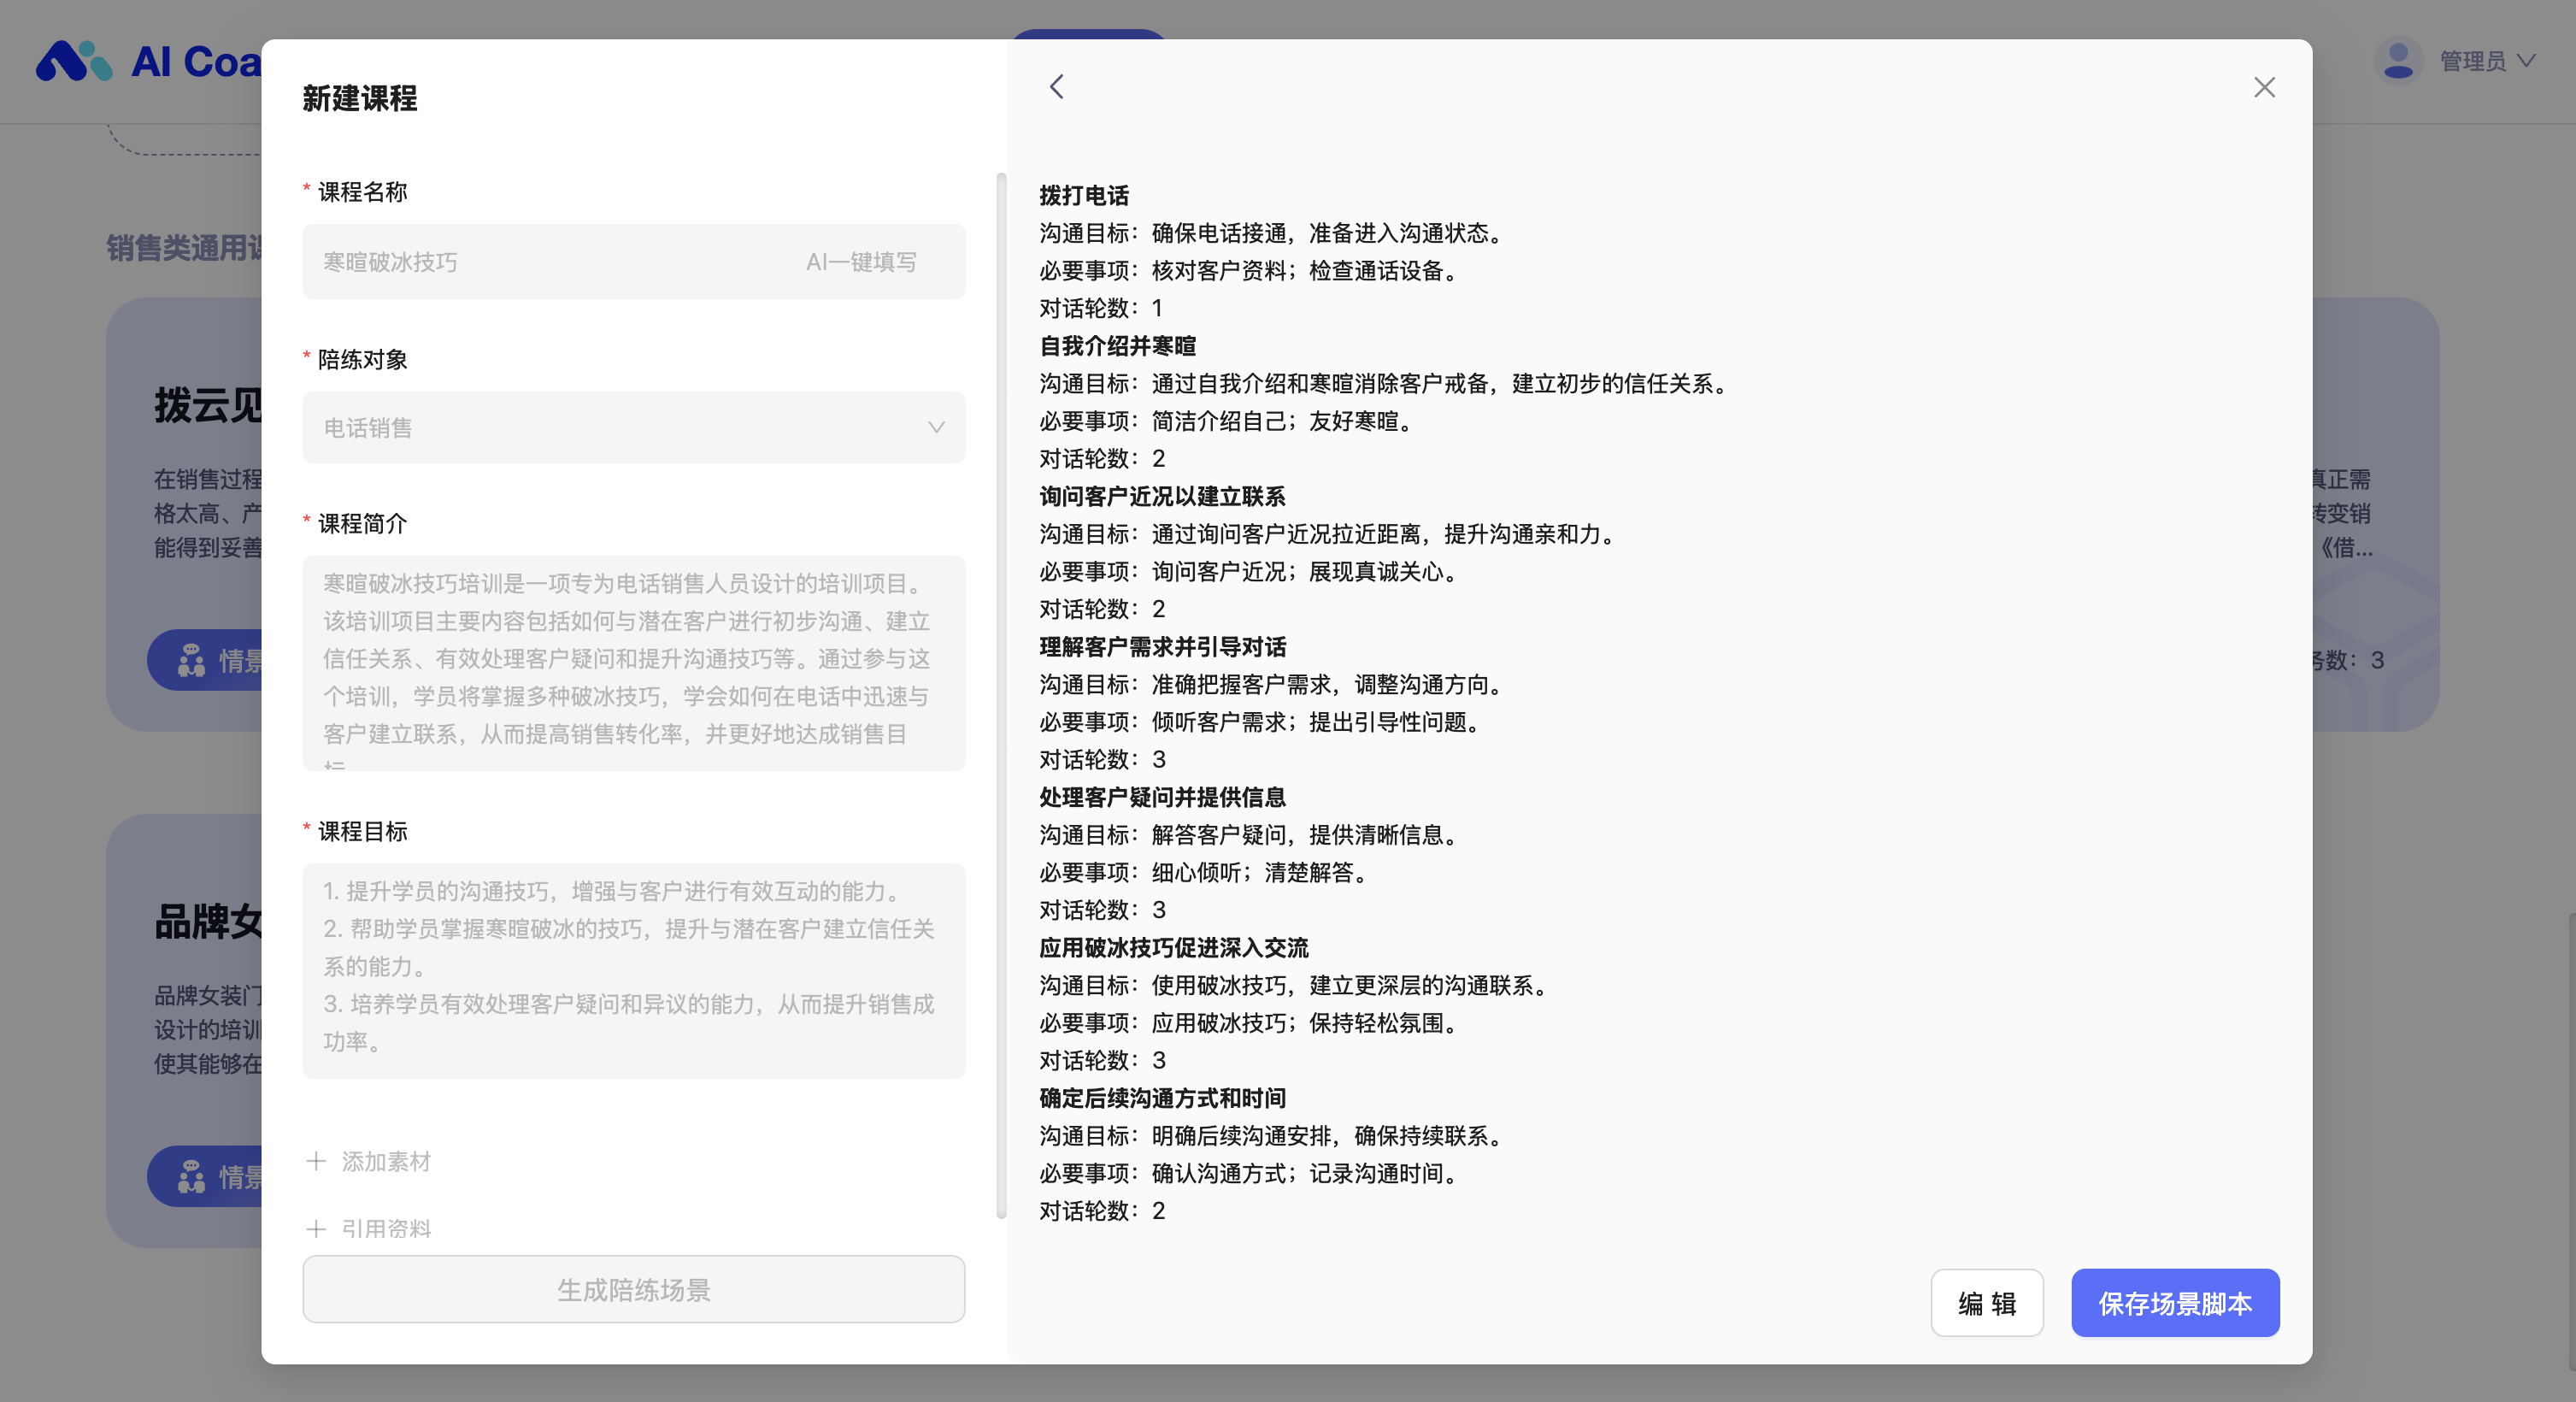 AI Coa
管理员
新建课程
* 课程名称
寒暄破冰技巧 AI一键填写
* 陪练对象
电话销售
* 课程简介
寒暄破冰技巧培训是一项专为电话销售人员设计的培训项目。
该培训项目主要内容包括如何与潜在客户进行初步沟通、建立
信任关系、有效处理客户疑问和提升沟通技巧等。通过参与这
个培训，学员将掌握多种破冰技巧，学会如何在电话中迅速与
客户建立联系，从而提高销售转化率，并更好地达成销售目
* 课程目标
1. 提升学员的沟通技巧，增强与客户进行有效互动的能力。
2. 帮助学员掌握寒暄破冰的技巧，提升与潜在客户建立信任关
系的能力。
3. 培养学员有效处理客户疑问和异议的能力，从而提升销售成
功率。
添加素材
引用资料
生成陪练场景
拨打电话
沟通目标：确保电话接通，准备进入沟通状态。
必要事项：核对客户资料；检查通话设备。
对话轮数：1
自我介绍并寒暄
沟通目标：通过自我介绍和寒暄消除客户戒备，建立初步的信任关系。
必要事项：简洁介绍自己；友好寒暄。
对话轮数：2
询问客户近况以建立联系
沟通目标：通过询问客户近况拉近距离，提升沟通亲和力。
必要事项：询问客户近况；展现真诚关心。
对话轮数：2
理解客户需求并引导对话
沟通目标：准确把握客户需求，调整沟通方向。
必要事项：倾听客户需求；提出引导性问题。
对话轮数：3
处理客户疑问并提供信息
沟通目标：解答客户疑问，提供清晰信息。
必要事项：细心倾听；清楚解答。
对话轮数：3
应用破冰技巧促进深入交流
沟通目标：使用破冰技巧，建立更深层的沟通联系。
必要事项：应用破冰技巧；保持轻松氛围。
对话轮数：3
确定后续沟通方式和时间
沟通目标：明确后续沟通安排，确保持续联系。
必要事项：确认沟通方式；记录沟通时间。
对话轮数：2
编 辑
保存场景脚本
销售类通用
拨云见
在销售过程
格太高、产
能得到妥善
情景
品牌女
品牌女装门
设计的培训
使其能够在
情景
真正需
转变销
《借...
务数：3